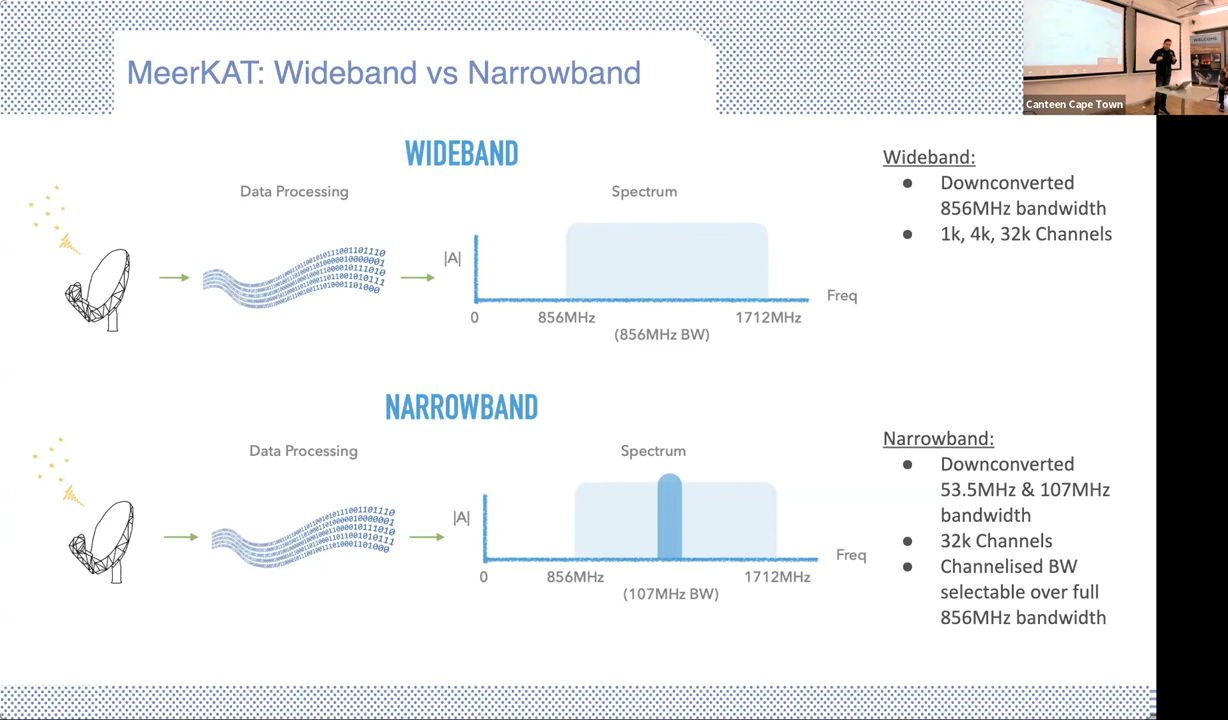 MeerKAT: Wideband vs Narrowband
WELCOME
Canteen Cape Town
WIDEBAND
Data Processing
Spectrum
|A|
Freq
0
856MHz
1712MHz
(856MHz BW)
Wideband:
● Downconverted
856MHz bandwidth
● 1k, 4k, 32k Channels
NARROWBAND
Data Processing
Spectrum
|A|
Freq
0
856MHz
1712MHz
(107MHz BW)
Narrowband:
● Downconverted
53.5MHz & 107MHz
bandwidth
● 32k Channels
● Channelised BW
selectable over full
856MHz bandwidth